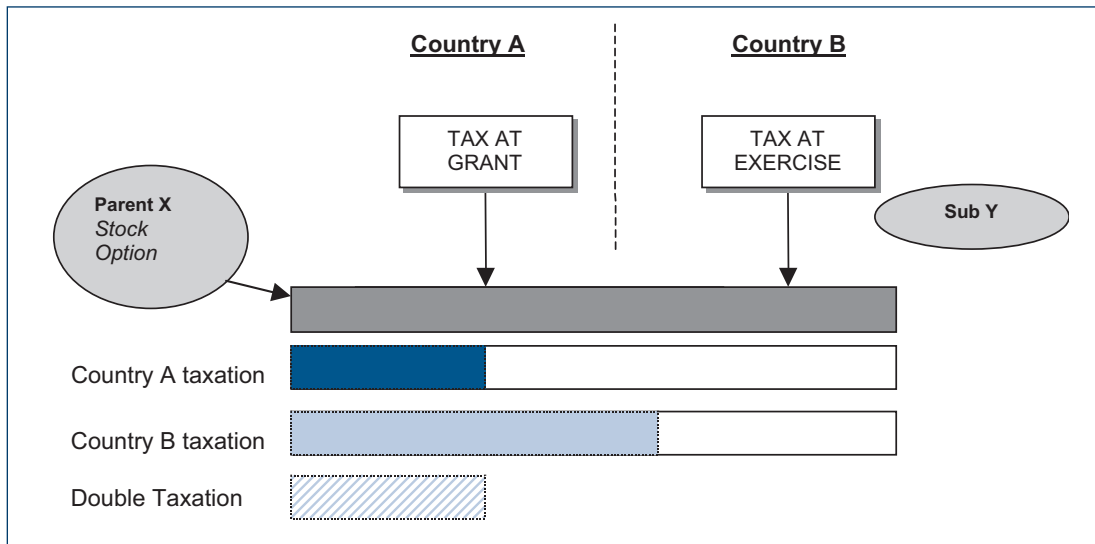 Country A
Country B
TAX AT
GRANT
TAX AT
EXERCISE
Parent X
Stock
Option
Sub Y
Country A taxation
Country B taxation
Double Taxation